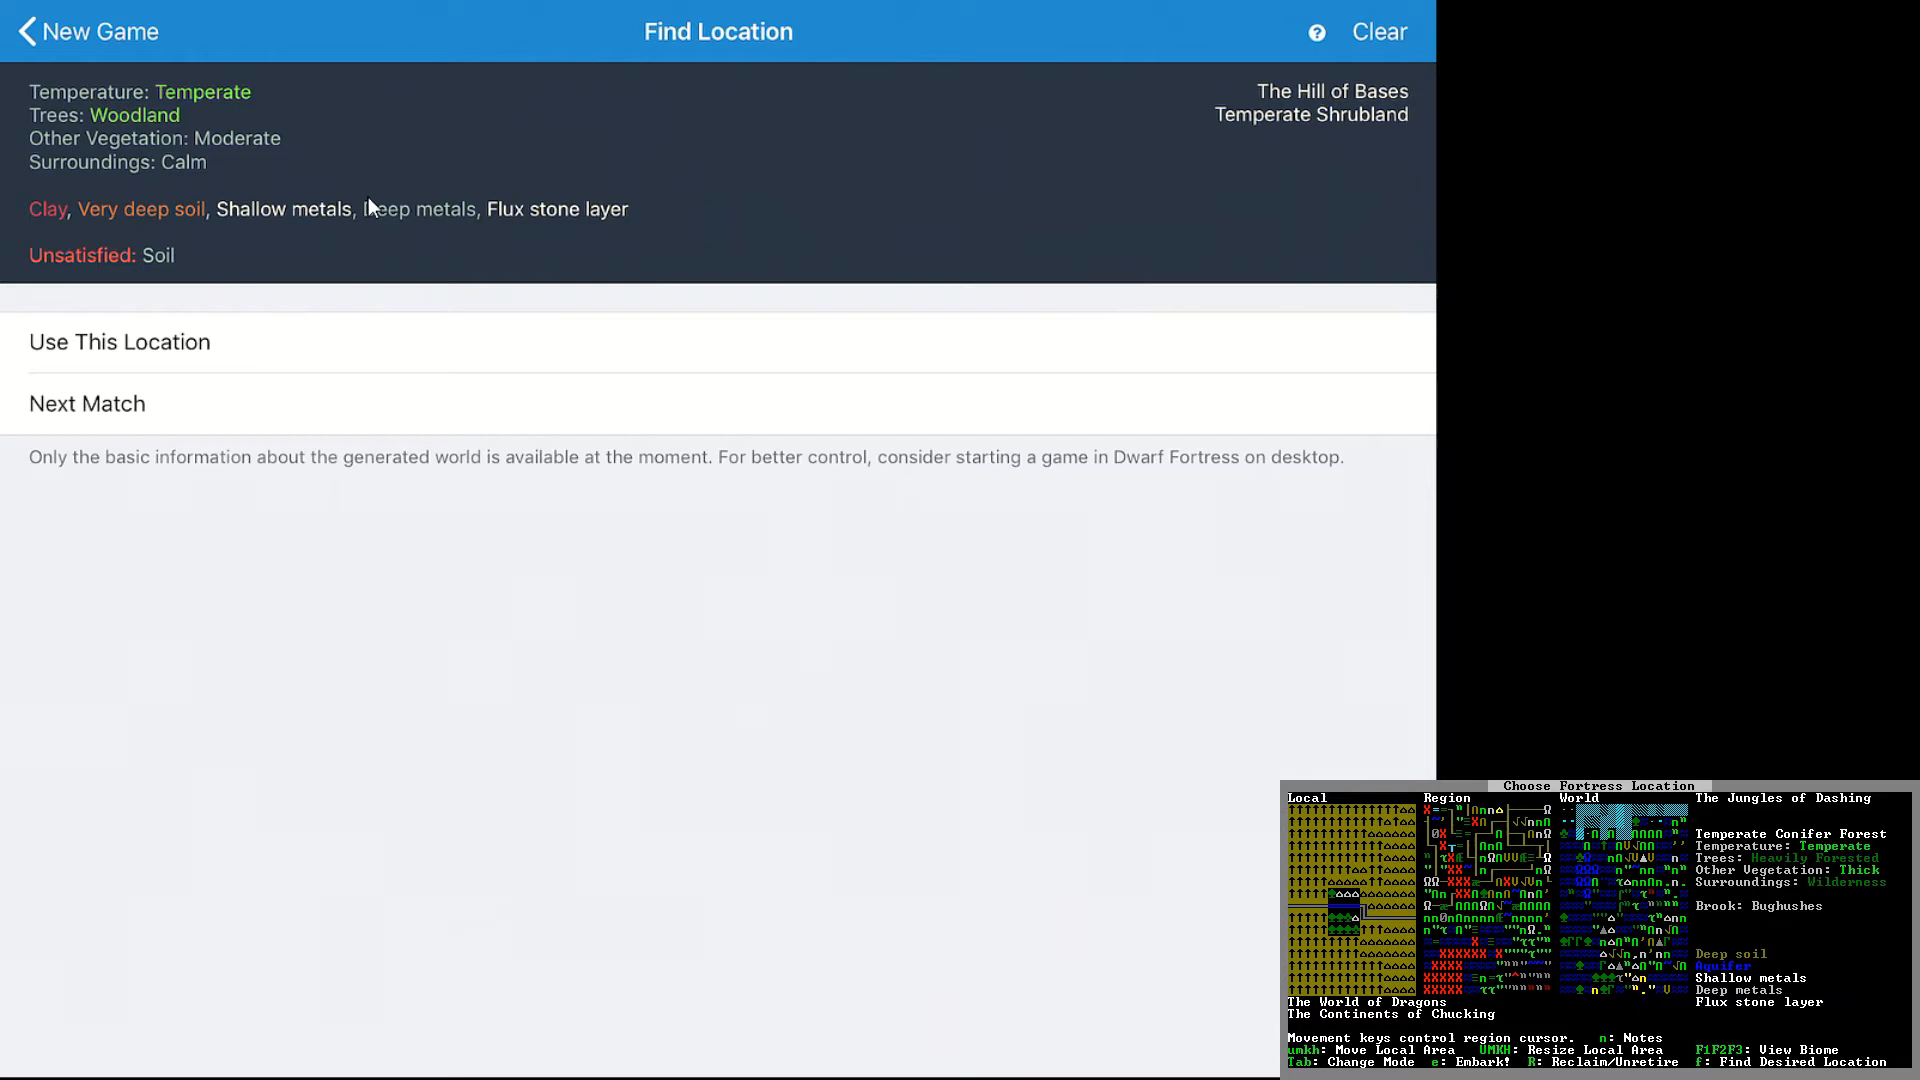 New Game
Find Location
Clear
Temperature: Temperate
Trees: Woodland
Other Vegetation: Moderate
Surroundings: Calm
The Hill of Bases
Temperate Shrubland
Clay, Very deep soil, Shallow metals, Deep metals, Flux stone layer
Unsatisfied: Soil
Use This Location
Next Match
Only the basic information about the generated world is available at the moment. For better control, consider starting a game in Dwarf Fortress on desktop.
Choose Fortress Location
Local
Region
World
The Jungles of Dashing
Temperate Conifer Forest
Temperature: Temperate
Trees: Heavily Forested
Other Vegetation: Thick
Surroundings: Wilderness
Brook: Bughushes
Deep soil
Aquifer
Shallow metals
Deep metals
Flux stone layer
The World of Dragons
The Continents of Chucking
Movement keys control region cursor. n: Notes
umkh: Move Local Area UMKH: Resize Local Area F1F2F3: View Biome
Tab: Change Mode e: Embark! R: Reclaim/Unretire f: Find Desired Location